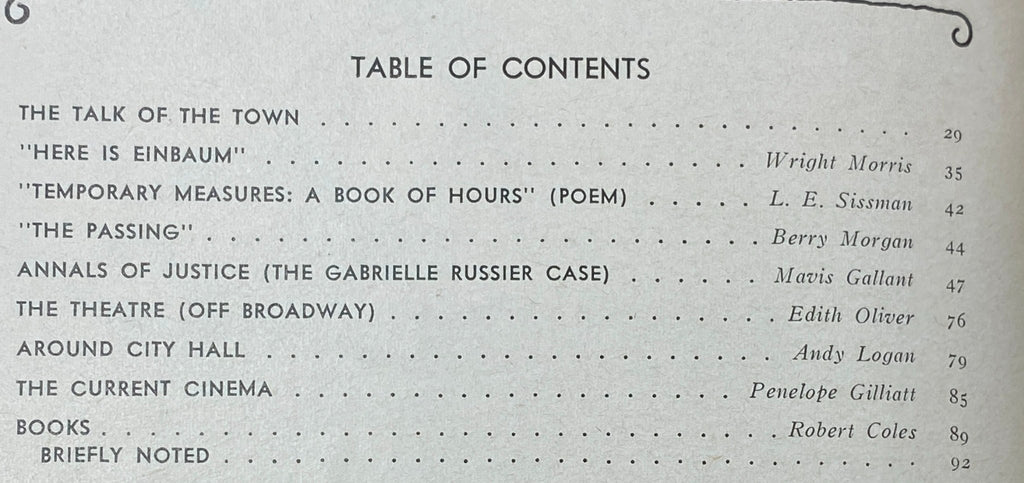 TABLE OF CONTENTS
THE TALK OF THE TOWN . . . . . . . . . . . . . . . . . . . . . . . . . . 29
"HERE IS EINBAUM" . . . . . . . . . . . . . . . . . . . . . Wright Morris 35
"TEMPORARY MEASURES: A BOOK OF HOURS" (POEM) . . . . . L. E. Sissman 42
"THE PASSING" . . . . . . . . . . . . . . . . . . . . . . . . Berry Morgan 44
ANNALS OF JUSTICE (THE GABRIELLE RUSSIER CASE) . . . . . . Mavis Gallant 47
THE THEATRE (OFF BROADWAY) . . . . . . . . . . . . . . . . . Edith Oliver 76
AROUND CITY HALL . . . . . . . . . . . . . . . . . . . . . . Andy Logan 79
THE CURRENT CINEMA . . . . . . . . . . . . . . . . . . . Penelope Gilliatt 85
BOOKS . . . . . . . . . . . . . . . . . . . . . . . . . . . . Robert Coles 89
BRIEFLY NOTED . . . . . . . . . . . . . . . . . . . . . . . . . . . . . . 92